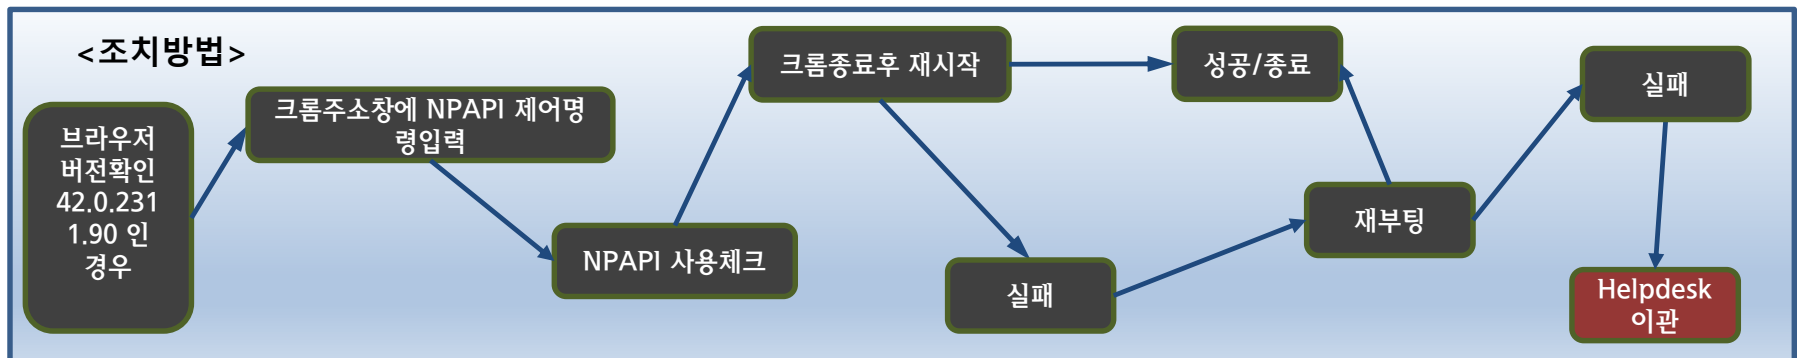 <조치방법>
브라우저
버전확인
42.0.231
1.90 인
경우
크롬주소창에 NPAPI 제어명
령입력
NPAPI 사용체크
크롬종료후 재시작
성공/종료
실패
재부팅
실패
Helpdesk
이관